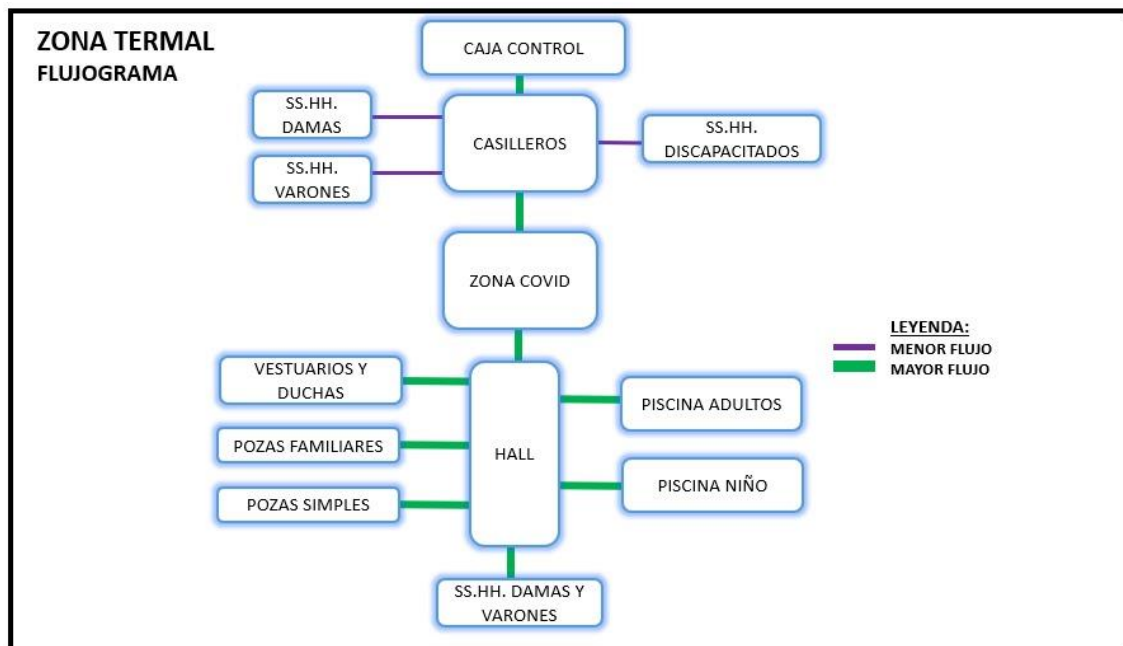 ZONA TERMAL
FLUJOGRAMA
CAJA CONTROL
SS.HH.
DAMAS
CASILLEROS
SS.HH.
DISCAPACITADOS
SS.HH.
VARONES
ZONA COVID
LEYENDA:
MENOR FLUJO
MAYOR FLUJO
VESTUARIOS Y
DUCHAS
PISCINA ADULTOS
POZAS FAMILIARES
HALL
PISCINA NIÑO
POZAS SIMPLES
SS.HH. DAMAS Y
VARONES